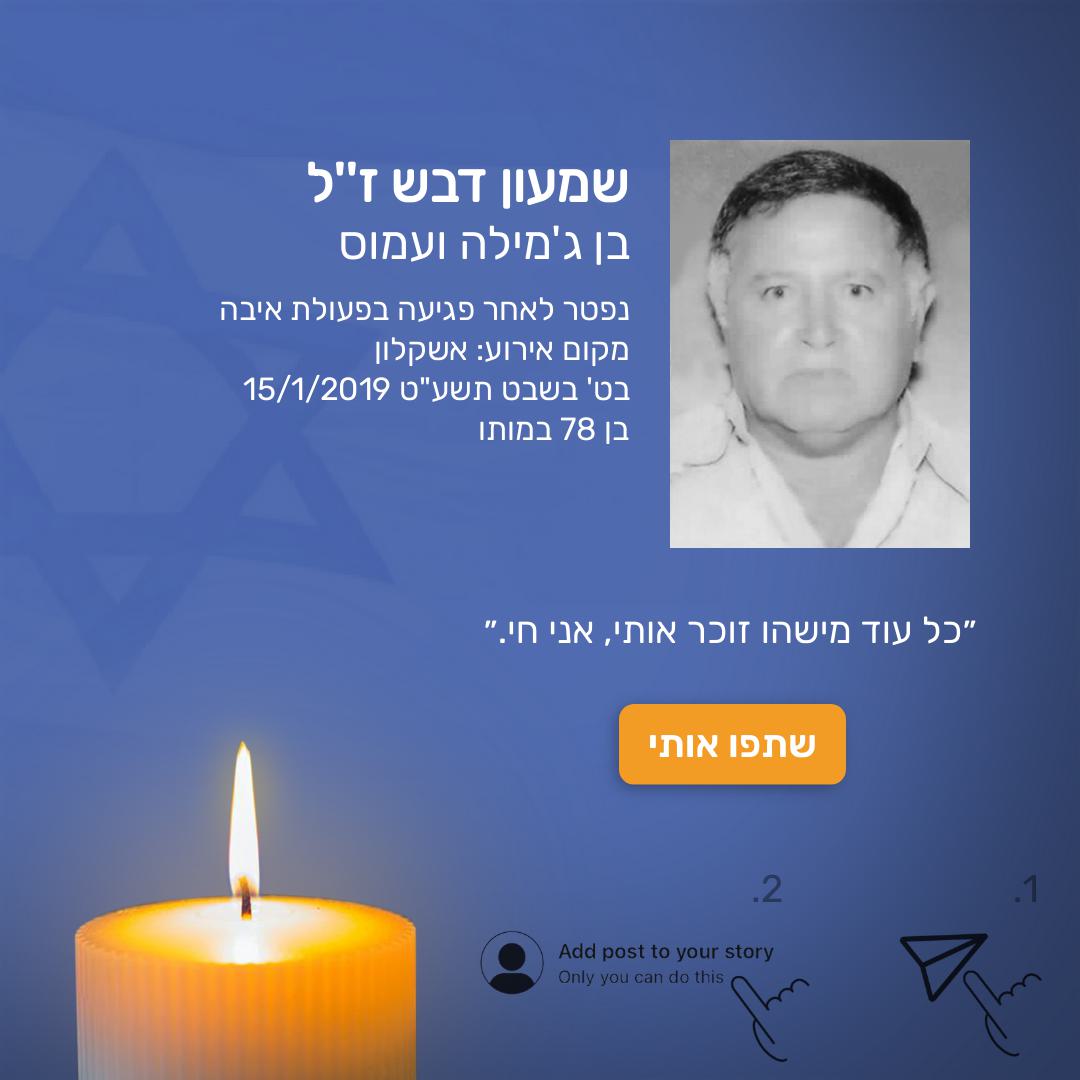 שמעון דבש ז"ל
בן ג'מילה ועמוס
נפטר לאחר פגיעה בפעולת איבה
מקום אירוע: אשקלון
בט' בשבט תשע"ט 15/1/2019
בן 78 במותו
״כל עוד מישהו זוכר אותי, אני חי.״
שתפו אותי
1.
2.
Add post to your story
Only you can do this